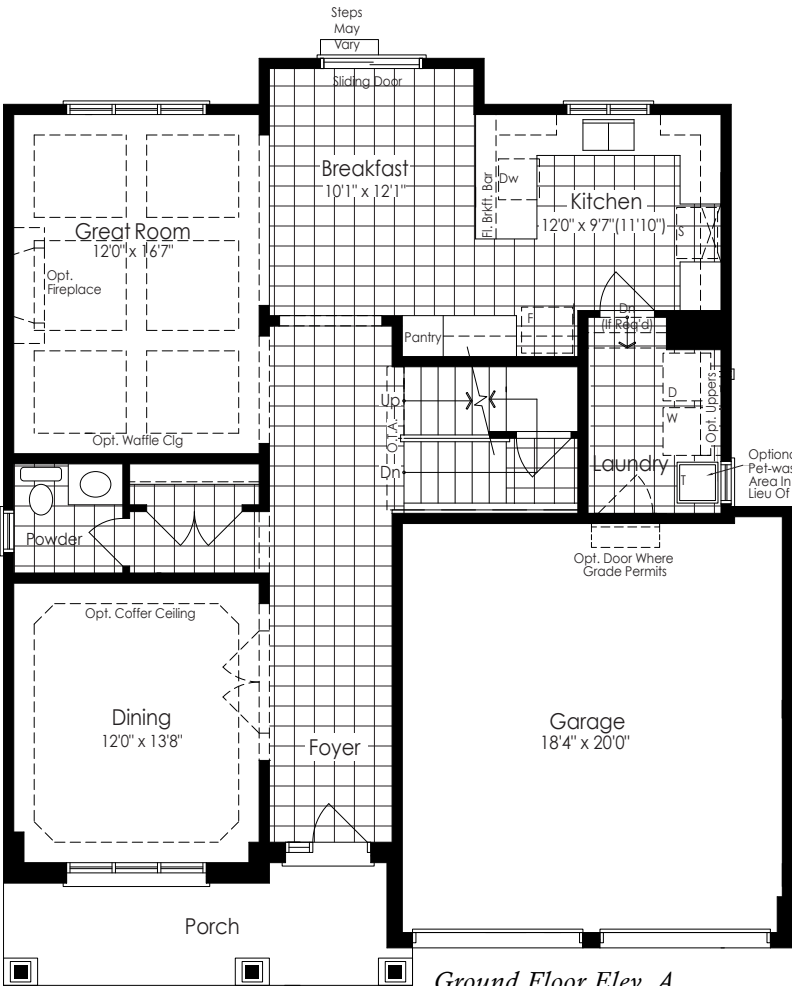 Steps
May
Vary
Sliding Door
Breakfast
10'1" x 12'1"
Fl. Brkft. Bar
Dw
Kitchen
12'0" x 9'7"(11'10")
S
Great Room
12'0" x 16'7"
Opt.
Fireplace
Opt. Waffle Clg
Pantry
F
Dn
(If Req'd)
Up
O.T.A.
Dn
D
W
Opt. Uppers
Laundry
T
Optiona
Pet-was
Area In
Lieu Of
Powder
Opt. Door Where
Grade Permits
Opt. Coffer Ceiling
Dining
12'0" x 13'8"
Foyer
Garage
18'4" x 20'0"
Porch
Ground Floor Elev. A